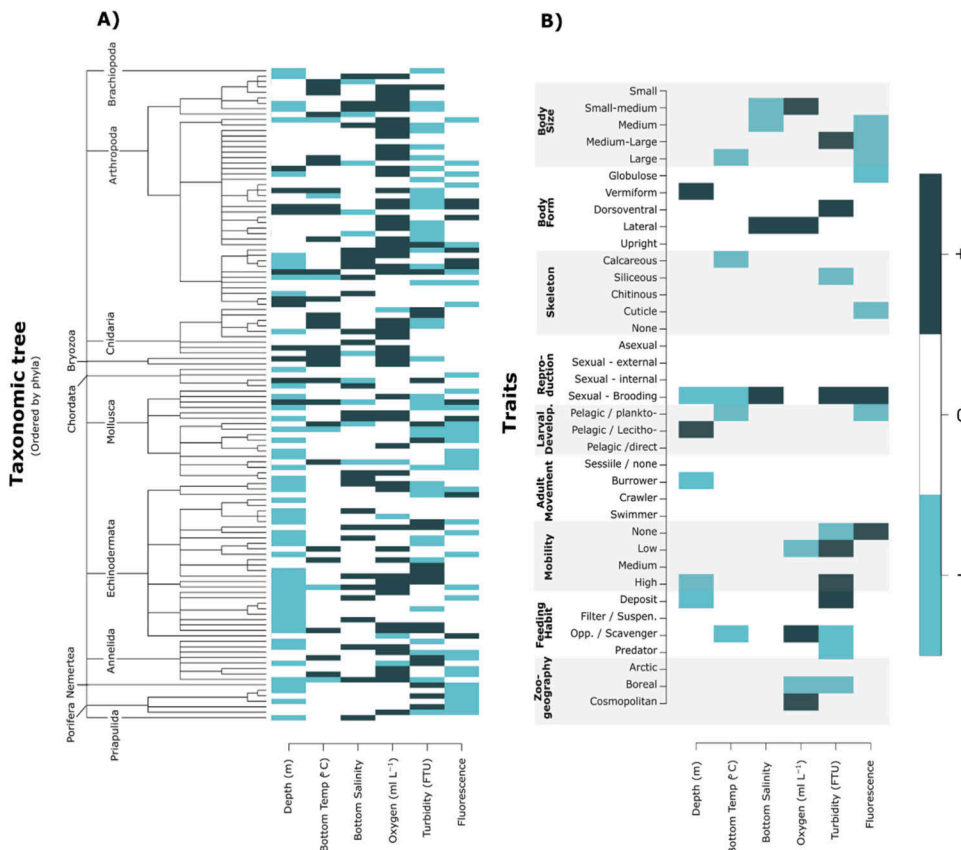 A)
B)
Taxonomic tree
(Ordered by phyla)
Brachiopoda
Arthropoda
Cnidaria
Bryozoa
Chordata
Mollusca
Echinodermata
Annelida
Nemertea
Porifera
Priapulida
Depth (m)
Bottom Temp (°C)
Bottom Salinity
Oxygen (ml L⁻¹)
Turbidity (FTU)
Fluorescence
Traits
Body
Size
Small
Small-medium
Medium
Medium-Large
Large
Body
Form
Globulose
Vermiform
Dorsoventral
Lateral
Upright
Skeleton
Calcareous
Siliceous
Chitinous
Cuticle
None
Repro-
duction
Asexual
Sexual - external
Sexual - internal
Sexual - Brooding
Larval
Develop.
Pelagic / plankto-
Pelagic / Lecitho-
Pelagic /direct
Adult
Movement
Sessiile / none
Burrower
Crawler
Swimmer
Mobility
None
Low
Medium
High
Feeding
Habit
Deposit
Filter / Suspen.
Opp. / Scavenger
Predator
Zoo-
geography
Arctic
Boreal
Cosmopolitan
Depth (m)
Bottom Temp (°C)
Bottom Salinity
Oxygen (ml L⁻¹)
Turbidity (FTU)
Fluorescence